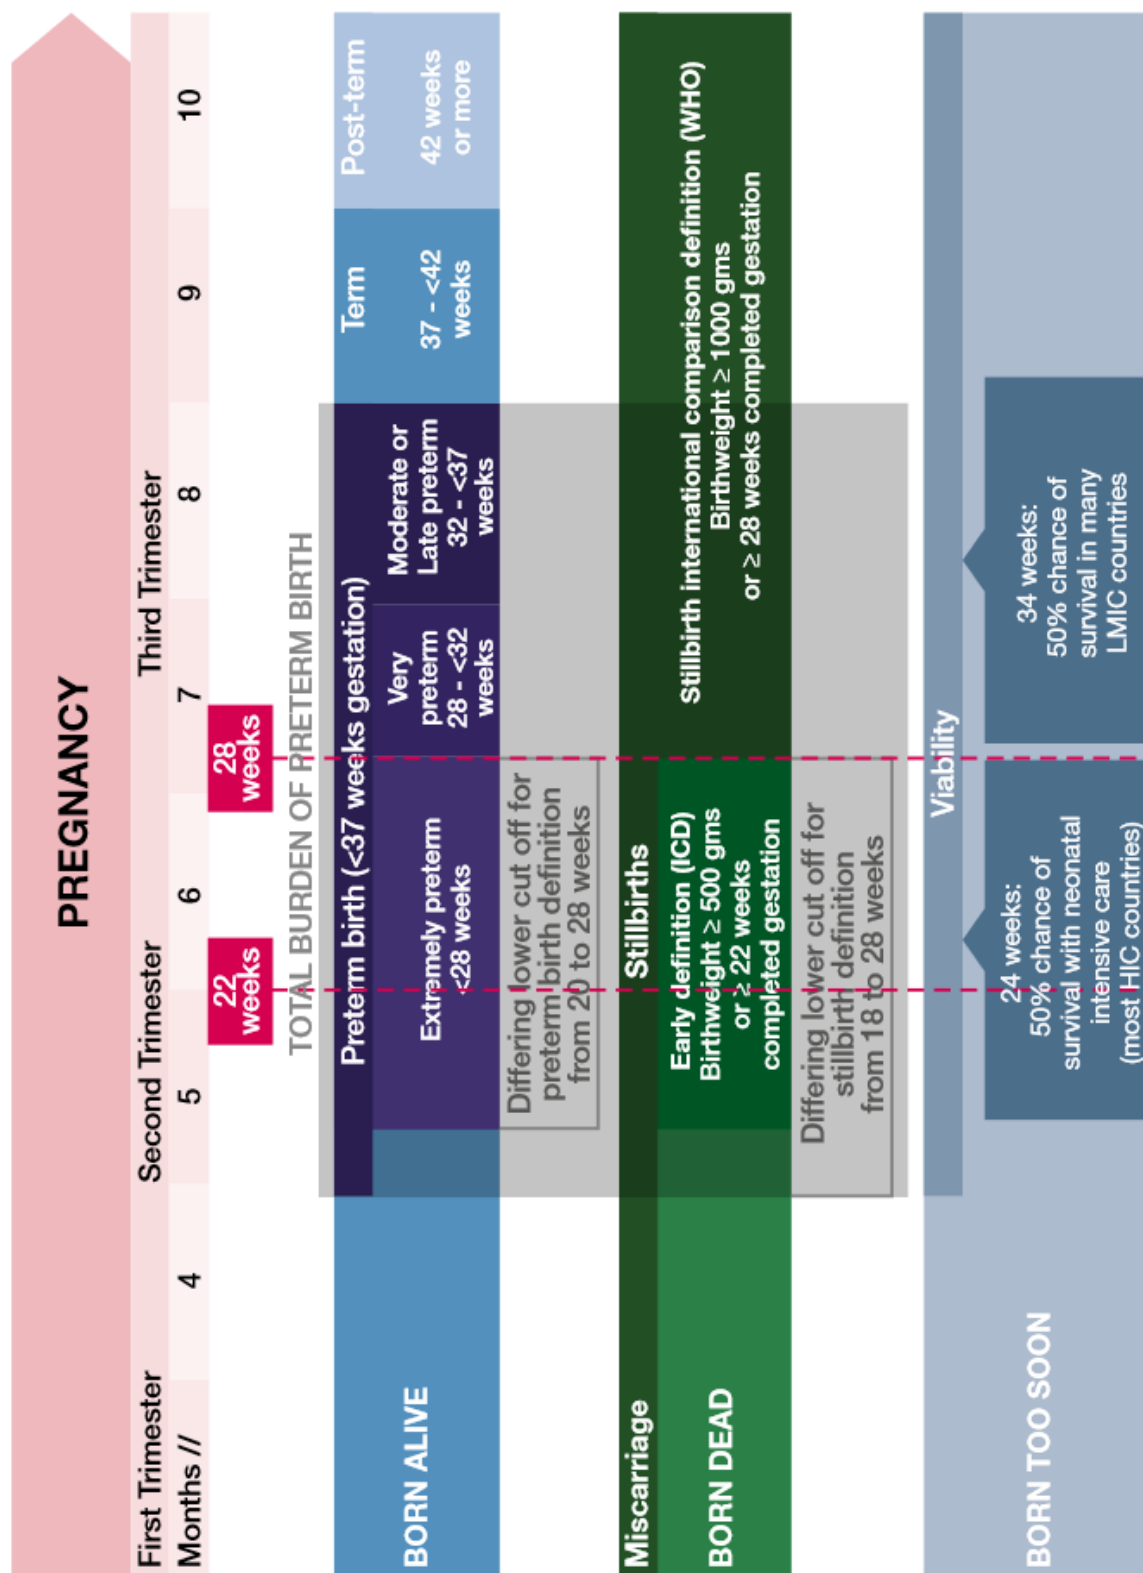 PREGNANCY
First Trimester
Second Trimester
Third Trimester
Months // 4 5 6 7 8 9 10
22
weeks
28
weeks
TOTAL BURDEN OF PRETERM BIRTH
BORN ALIVE
Preterm birth (<37 weeks gestation)
Extremely preterm
<28 weeks
Very
preterm
28 - <32
weeks
Moderate or
Late preterm
32 - <37
weeks
Term
37 - <42
weeks
Post-term
42 weeks
or more
Differing lower cut off for
preterm birth definition
from 20 to 28 weeks
Miscarriage
Stillbirths
BORN DEAD
Early definition (ICD)
Birthweight ≥ 500 gms
or ≥ 22 weeks
completed gestation
Stillbirth international comparison definition (WHO)
Birthweight ≥ 1000 gms
or ≥ 28 weeks completed gestation
Differing lower cut off for
stillbirth definition
from 18 to 28 weeks
Viability
BORN TOO SOON
24 weeks:
50% chance of
survival with neonatal
intensive care
(most HIC countries)
34 weeks:
50% chance of
survival in many
LMIC countries